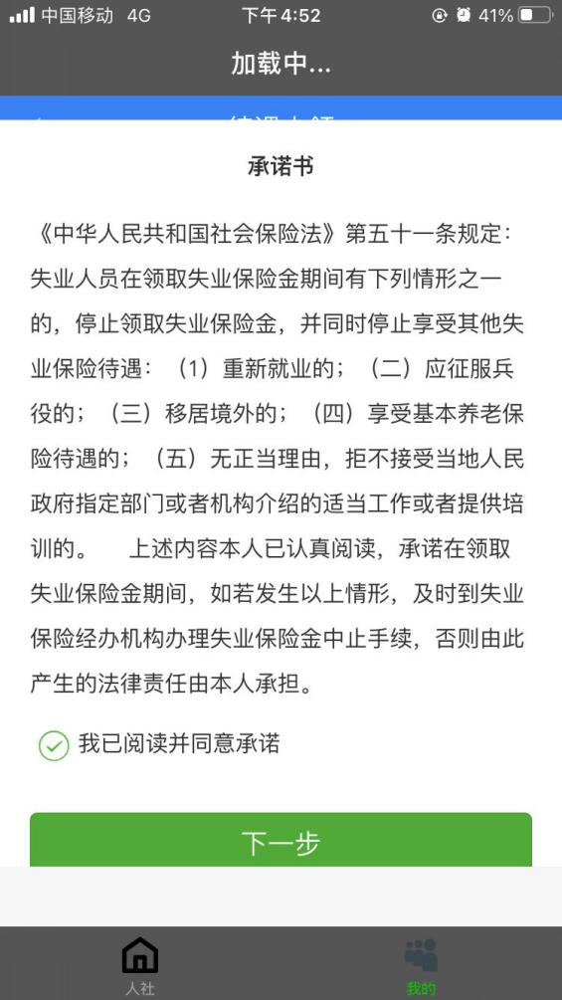 中国移动 4G 下午4:52 41%
加载中...
承诺书
《中华人民共和国社会保险法》第五十一条规定：
失业人员在领取失业保险金期间有下列情形之一
的，停止领取失业保险金，并同时停止享受其他失
业保险待遇：（1）重新就业的；（二）应征服兵
役的；（三）移居境外的；（四）享受基本养老保
险待遇的；（五）无正当理由，拒不接受当地人民
政府指定部门或者机构介绍的适当工作或者提供培
训的。 上述内容本人已认真阅读，承诺在领取
失业保险金期间，如若发生以上情形，及时到失业
保险经办机构办理失业保险金中止手续，否则由此
产生的法律责任由本人承担。
我已阅读并同意承诺
下一步
人社
我的